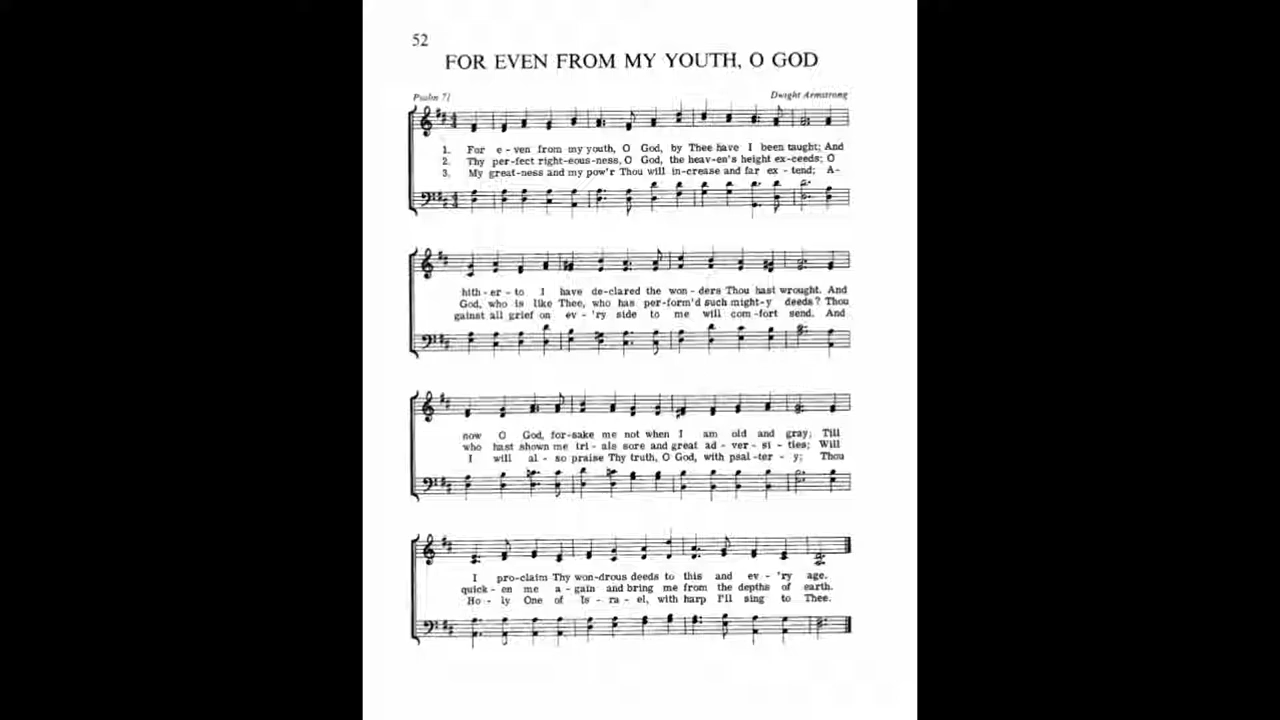 52
FOR EVEN FROM MY YOUTH, O GOD
Psalm 71
Dwight Armstrong
1. For e - ven from my youth, O God, by Thee have I been taught; And
2. Thy per-fect right-eous-ness, O God, the heav-en's height ex-ceeds; O
3. My great-ness and my pow'r Thou will in-crease and far ex - tend; A-
hith - er - to I have de-clared the won - ders Thou hast wrought. And
God, who is like Thee, who has per-form'd such might-y deeds? Thou
gainst all grief on ev - 'ry side to me will com-fort send. And
now O God, for-sake me not when I am old and gray; Till
who hast shown me tri - als sore and great ad - ver - si - ties; Will
I will al - so praise Thy truth, O God, with psal-ter - y; Thou
I pro-claim Thy won-drous deeds to this and ev - 'ry age.
quick - en me a - gain and bring me from the depths of earth.
Ho - ly One of Is - ra - el, with harp I'll sing to Thee.